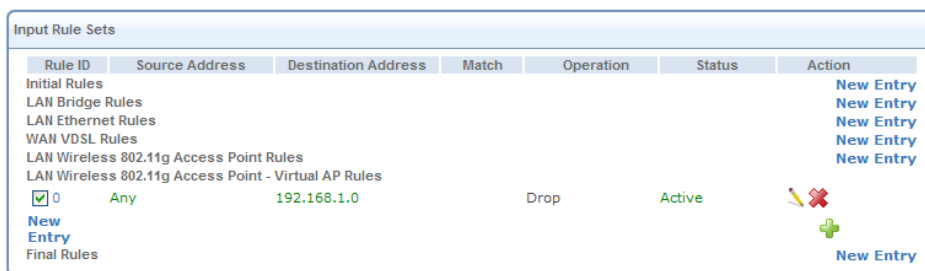 Input Rule Sets
Rule ID Source Address Destination Address Match Operation Status Action
Initial Rules New Entry
LAN Bridge Rules New Entry
LAN Ethernet Rules New Entry
WAN VDSL Rules New Entry
LAN Wireless 802.11g Access Point Rules New Entry
LAN Wireless 802.11g Access Point - Virtual AP Rules
0 Any 192.168.1.0 Drop Active
New
Entry
Final Rules New Entry